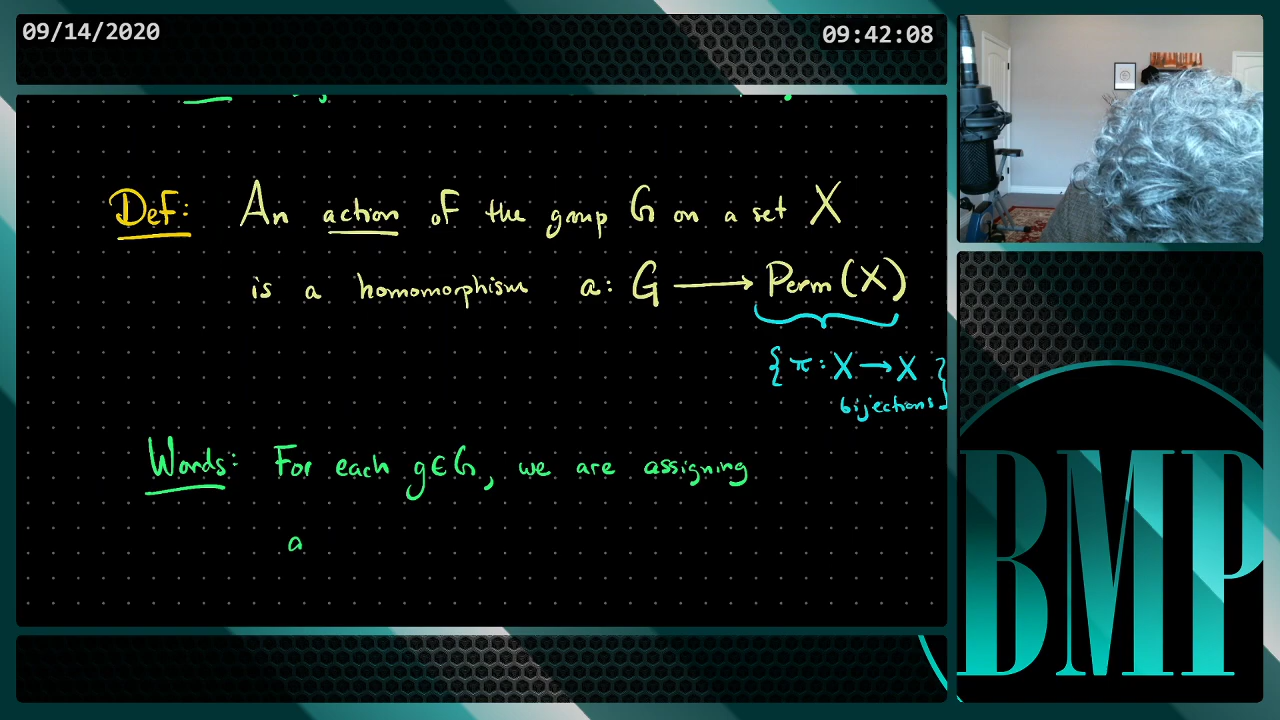 09/14/2020
09:42:08
Def: An action of the group G on a set X
is a homomorphism a: G ⟶ Perm(X)
{π: X → X }
bijections
Words: For each g∈G, we are assigning
a
BMP